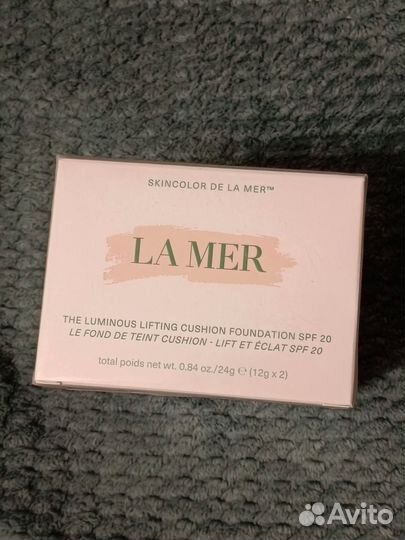 SKINCOLOR DE LA MER™
LA MER
THE LUMINOUS LIFTING CUSHION FOUNDATION SPF 20
LE FOND DE TEINT CUSHION - LIFT ET ÉCLAT SPF 20
total poids net wt. 0.84 oz./24g ℮ (12g x 2)
Avito